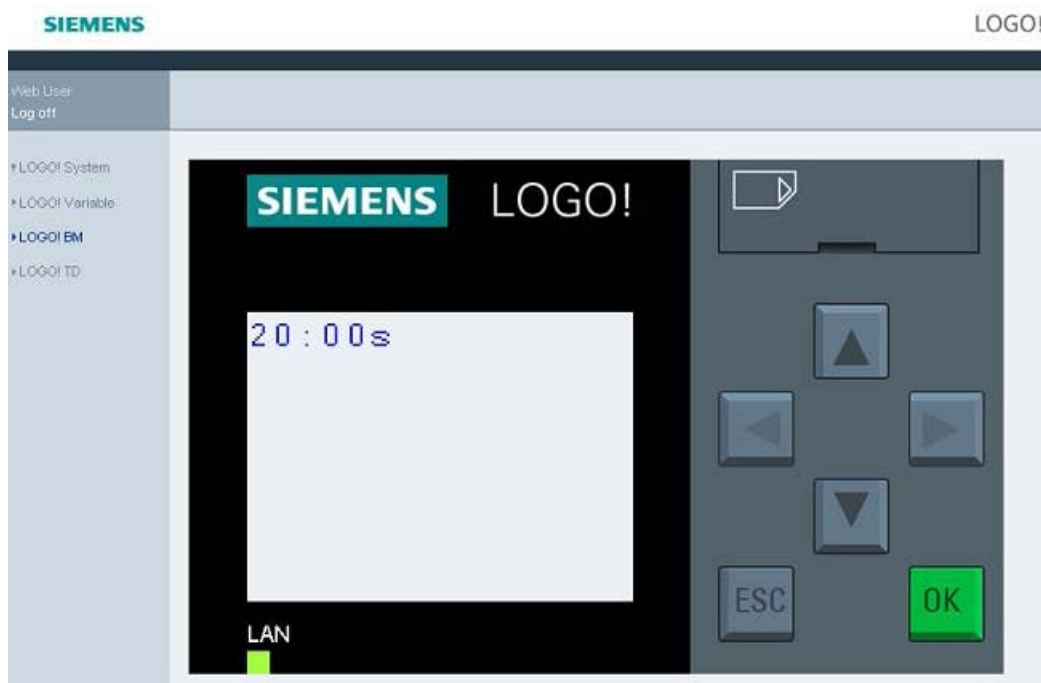 SIEMENS
LOGO!
Web User
Log off
LOGO! System
LOGO! Variable
LOGO! BM
LOGO! TD
SIEMENS LOGO!
20:00s
ESC
OK
LAN